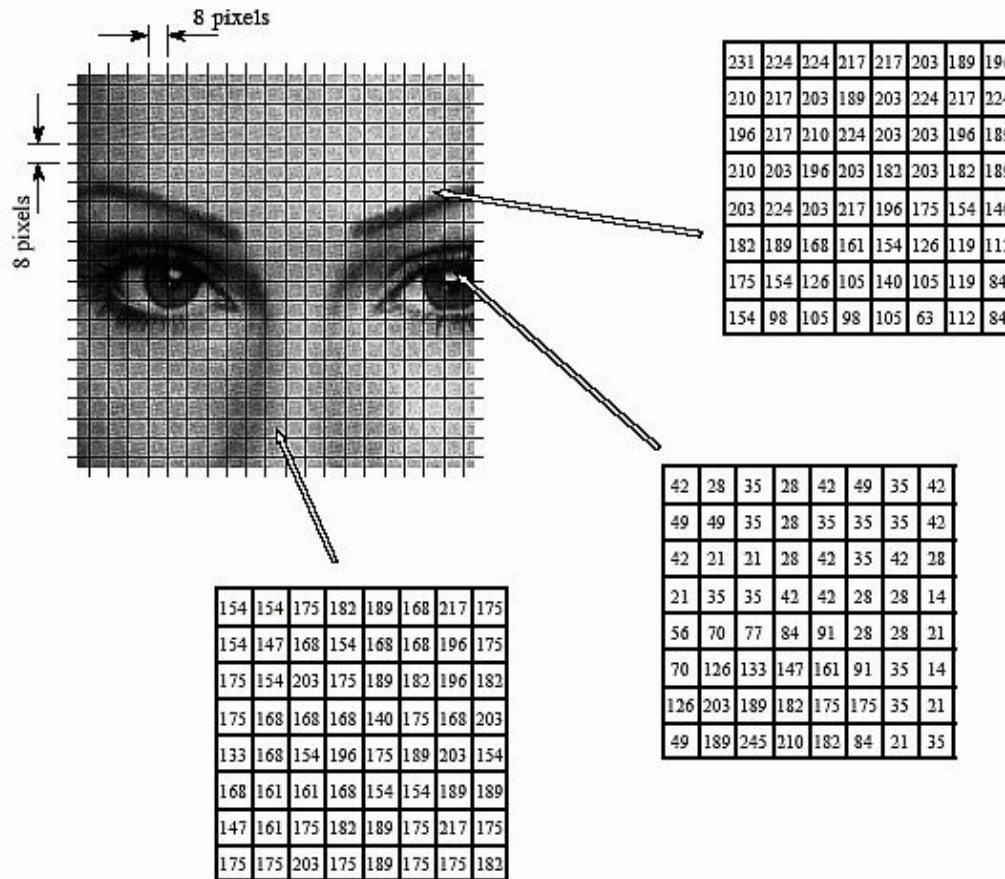 8 pixels
8 pixels
231 224 224 217 217 203 189
210 217 203 189 203 224 217 224
196 217 210 224 203 203 196
210 203 196 203 182 203 182
203 224 203 217 196 175 154
182 189 168 161 154 126 119
175 154 126 105 140 105 119 84
154 98 105 98 105 63 112 84
42 28 35 28 42 49 35 42
49 49 35 28 35 35 35 42
42 21 21 28 42 35 42 28
21 35 35 42 42 28 28 14
56 70 77 84 91 28 28 21
70 126 133 147 161 91 35 14
126 203 189 182 175 175 35 21
49 189 245 210 182 84 21 35
154 154 175 182 189 168 217 175
154 147 168 154 168 168 196 175
175 154 203 175 189 182 196 182
175 168 168 168 140 175 168 203
133 168 154 196 175 189 203 154
168 161 161 168 154 154 189 189
147 161 175 182 189 175 217 175
175 175 203 175 189 175 175 182